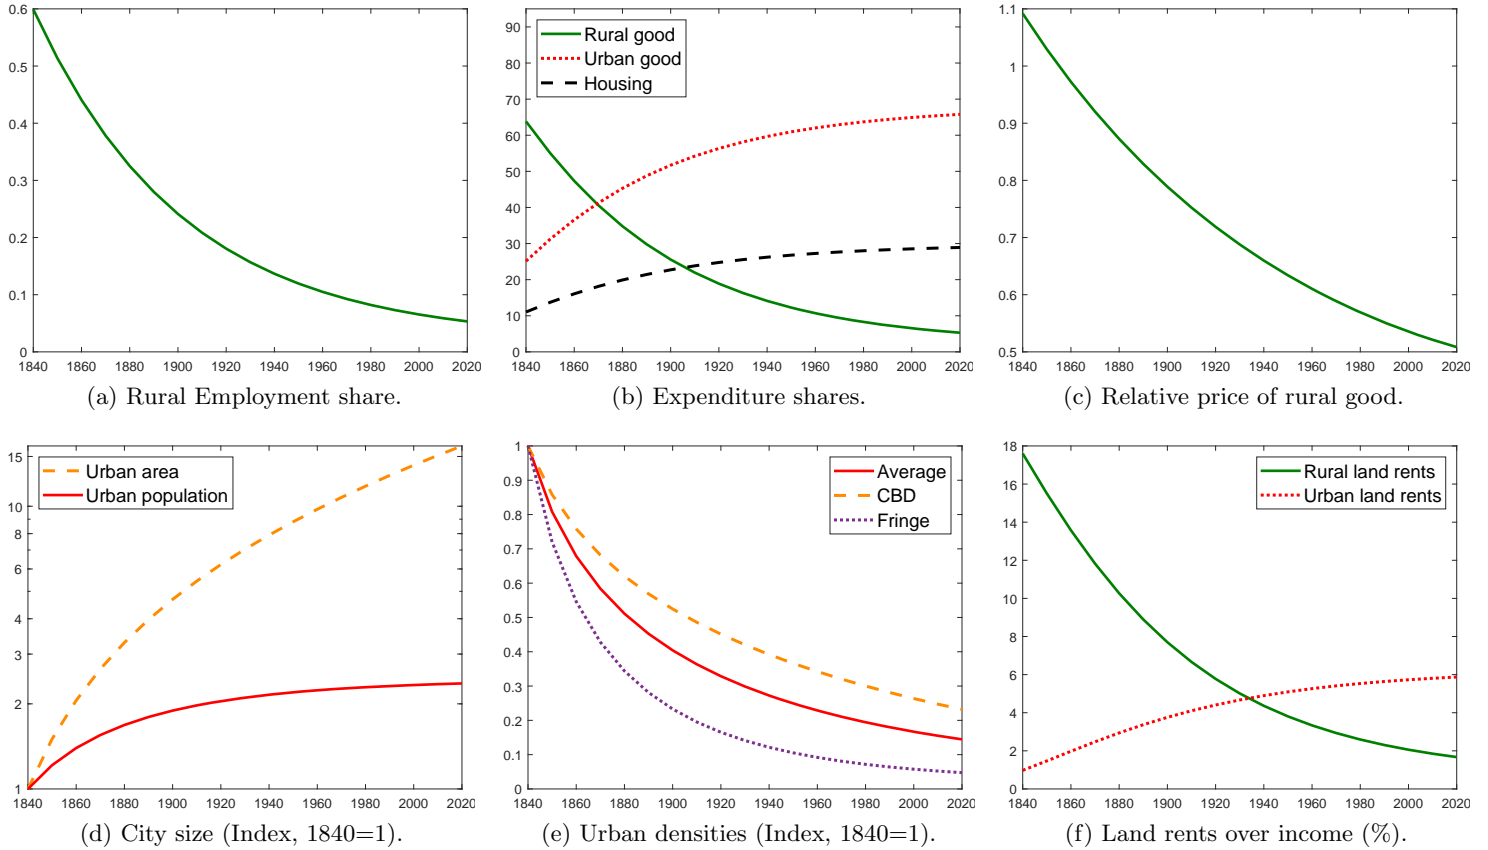 0.6
0.5
0.4
0.3
0.2
0.1
0
1840 1860 1880 1900 1920 1940 1960 1980 2000 2020
(a) Rural Employment share.
90
80
70
60
50
40
30
20
10
0
Rural good
Urban good
Housing
1840 1860 1880 1900 1920 1940 1960 1980 2000 2020
(b) Expenditure shares.
1.1
1
0.9
0.8
0.7
0.6
0.5
1840 1860 1880 1900 1920 1940 1960 1980 2000 2020
(c) Relative price of rural good.
15
10
8
6
4
3
2
1
Urban area
Urban population
1840 1860 1880 1900 1920 1940 1960 1980 2000 2020
(d) City size (Index, 1840=1).
1
0.9
0.8
0.7
0.6
0.5
0.4
0.3
0.2
0.1
0
Average
CBD
Fringe
1840 1860 1880 1900 1920 1940 1960 1980 2000 2020
(e) Urban densities (Index, 1840=1).
18
16
14
12
10
8
6
4
2
0
Rural land rents
Urban land rents
1840 1860 1880 1900 1920 1940 1960 1980 2000 2020
(f) Land rents over income (%).